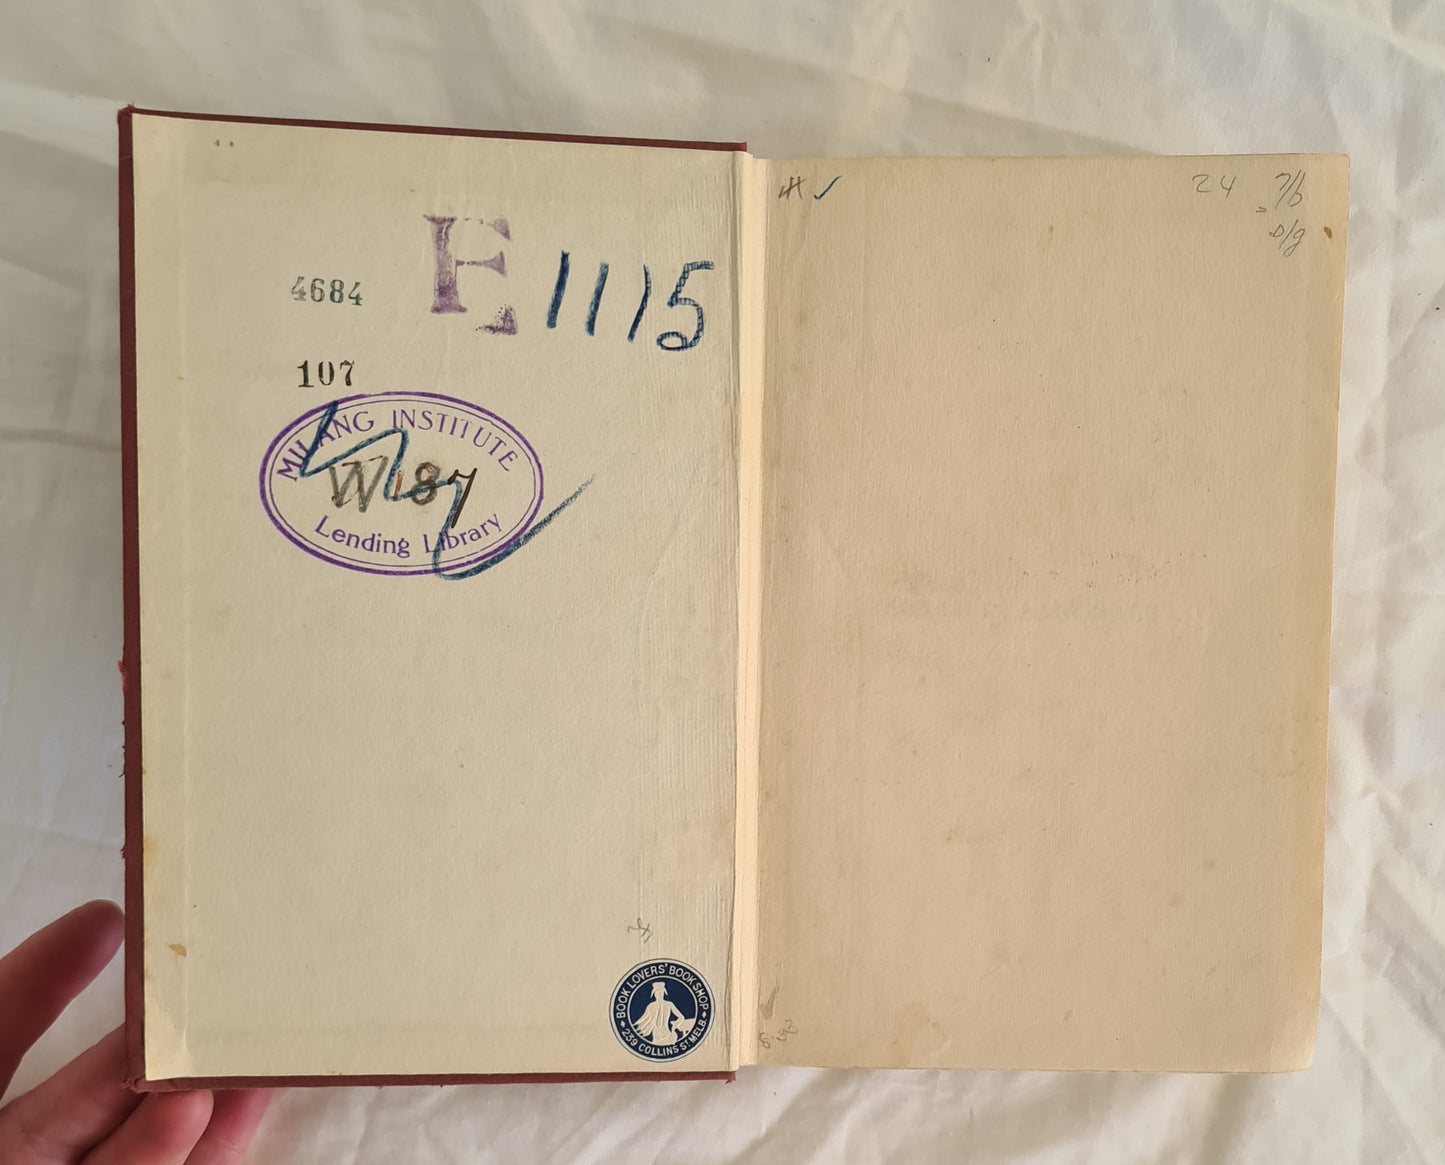 E 1115
4684
107
MILANG INSTITUTE
W187
Lending Library
BOOK LOVERS' BOOK SHOP
239 COLLINS ST MELB
24 7/6